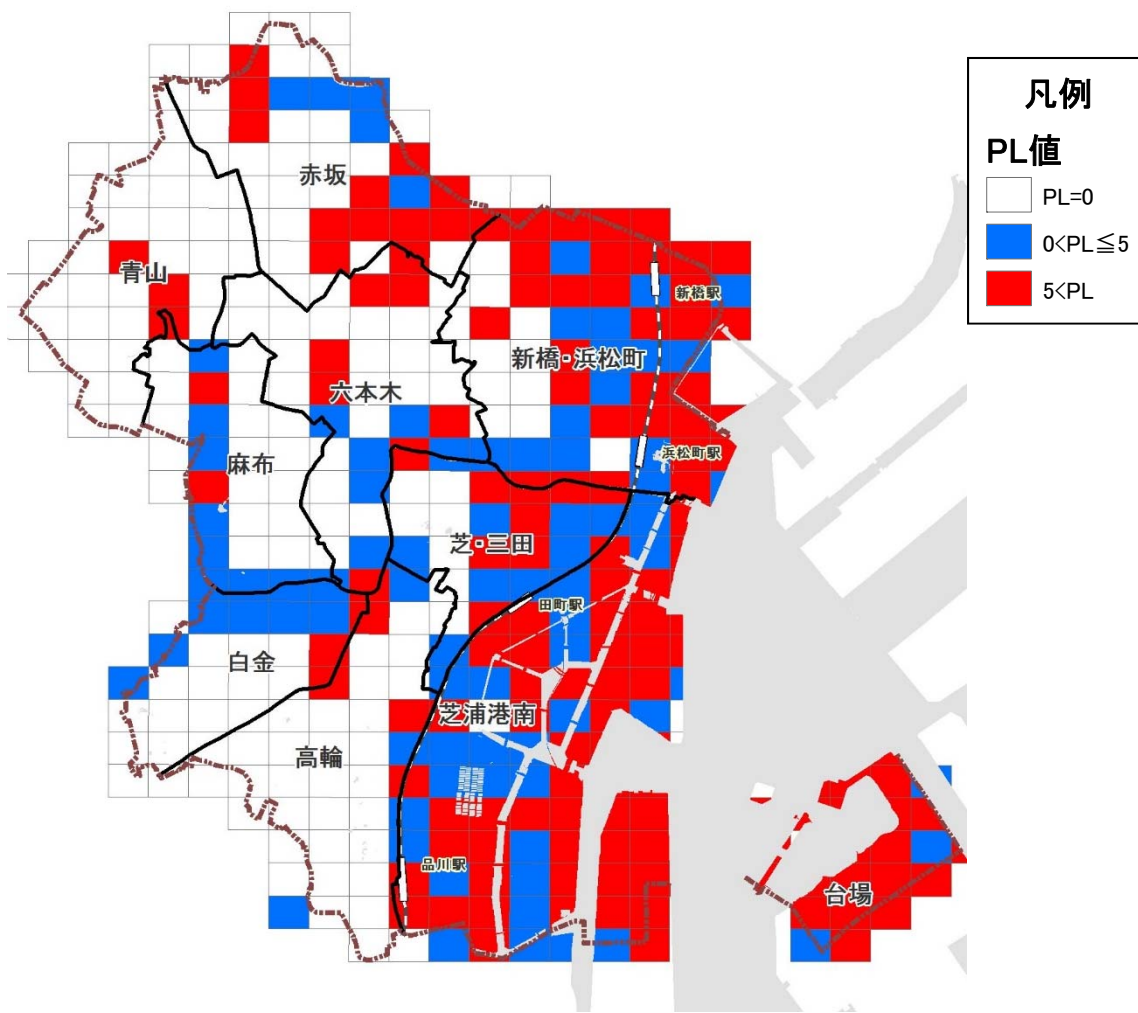 凡例
PL値
PL=0
0<PL≦5
5<PL
赤坂
青山
新橋駅
新橋・浜松町
六本木
浜松町駅
麻布
芝・三田
田町駅
白金
芝浦港南
高輪
品川駅
台場